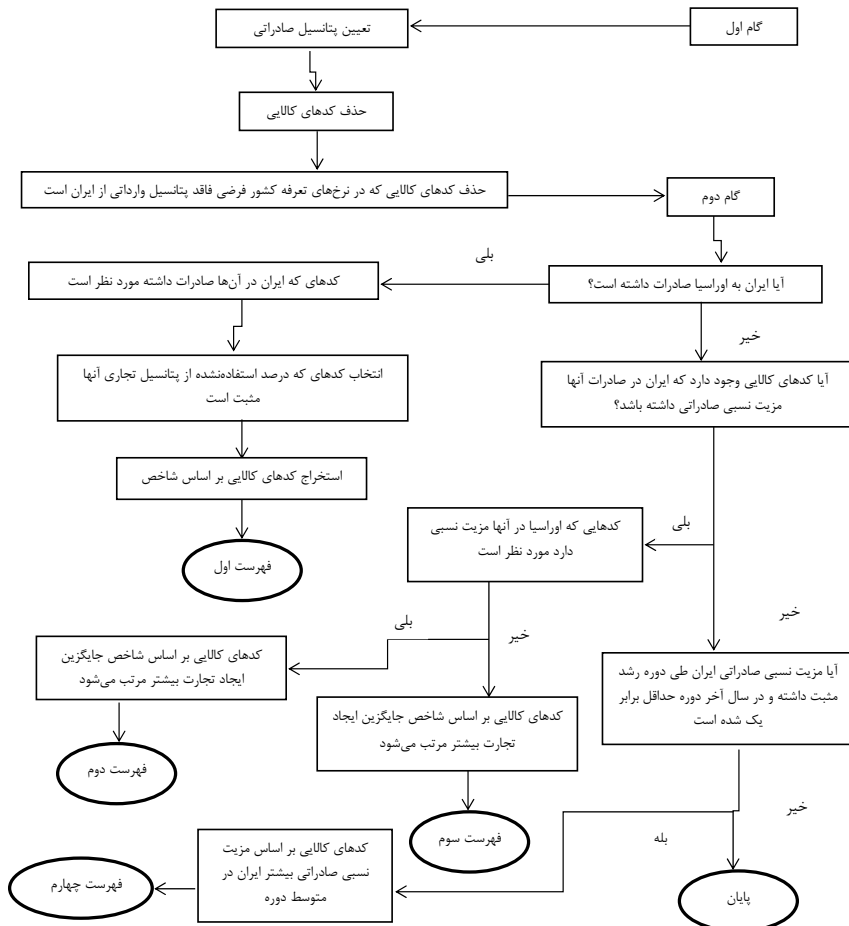 گام اول
تعیین پتانسیل صادراتی
حذف کدهای کالایی
حذف کدهای کالایی که در نرخ‌های تعرفه کشور فرضی فاقد پتانسیل وارداتی از ایران است
گام دوم
آیا ایران به اوراسیا صادرات داشته است؟
بلی
کدهای که ایران در آن‌ها صادرات داشته مورد نظر است
خیر
انتخاب کدهای که درصد استفاده‌نشده از پتانسیل تجاری آنها
مثبت است
آیا کدهای کالایی وجود دارد که ایران در صادرات آنها
مزیت نسبی صادراتی داشته باشد؟
استخراج کدهای کالایی بر اساس شاخص
فهرست اول
بلی
کدهایی که اوراسیا در آنها مزیت نسبی
دارد مورد نظر است
خیر
بلی
خیر
کدهای کالایی بر اساس شاخص جایگزین
ایجاد تجارت بیشتر مرتب می‌شود
آیا مزیت نسبی صادراتی ایران طی دوره رشد
مثبت داشته و در سال آخر دوره حداقل برابر
یک شده است
کدهای کالایی بر اساس شاخص جایگزین ایجاد
تجارت بیشتر مرتب می‌شود
فهرست دوم
فهرست سوم
خیر
بله
کدهای کالایی بر اساس مزیت
نسبی صادراتی بیشتر ایران در
متوسط دوره
فهرست چهارم
پایان